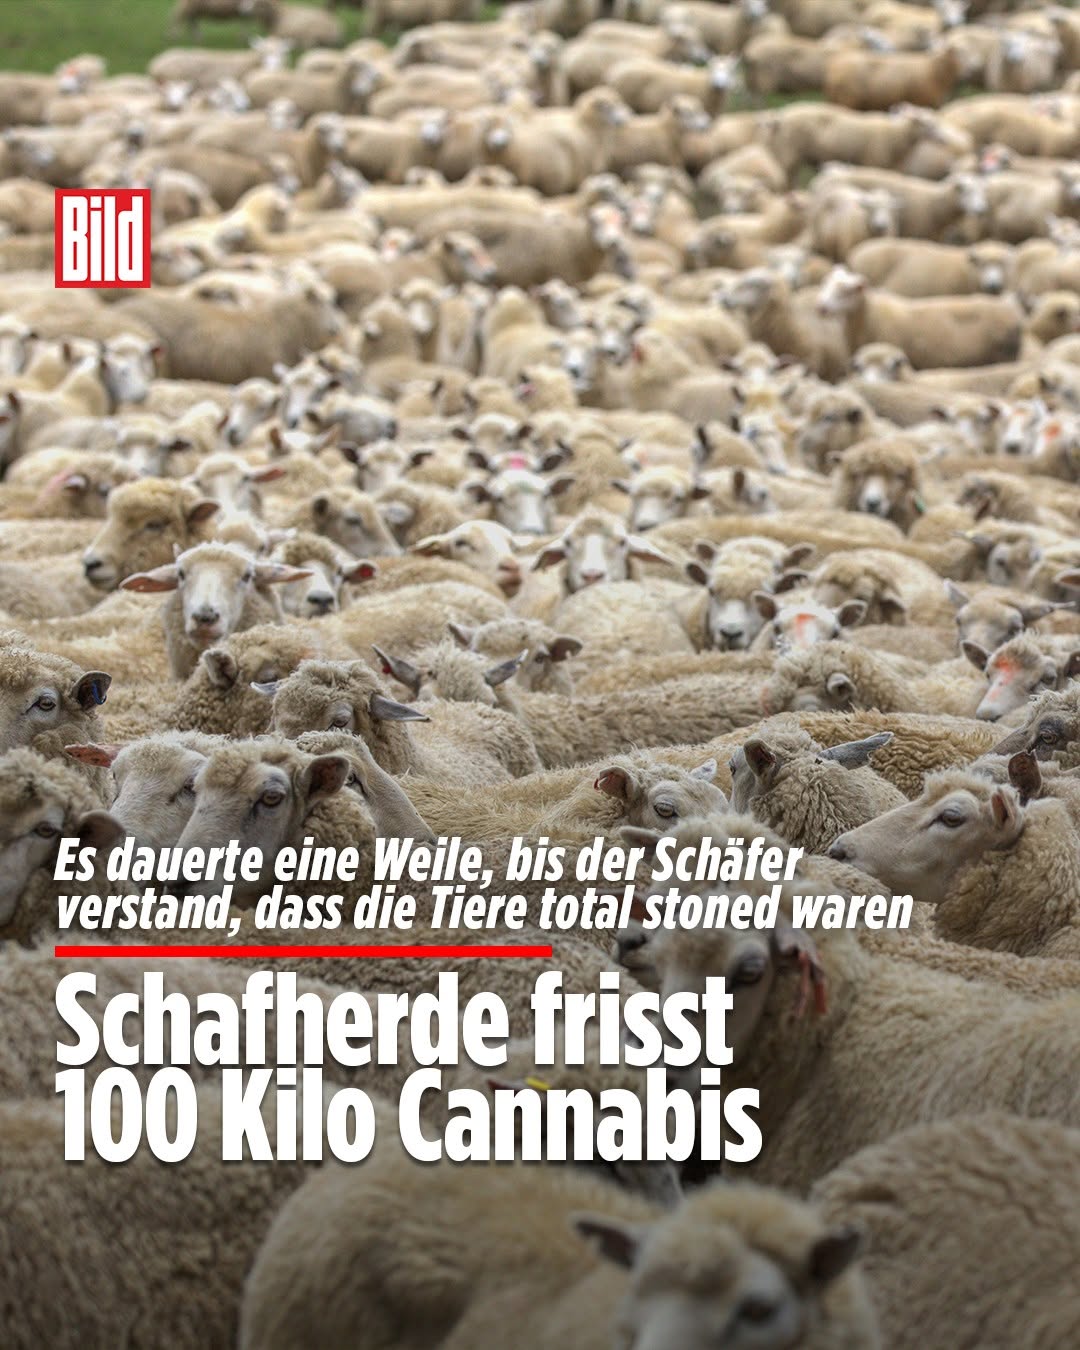 Bild
Es dauerte eine Weile, bis der Schäfer
verstand, dass die Tiere total stoned waren
Schafherde frisst
100 Kilo Cannabis